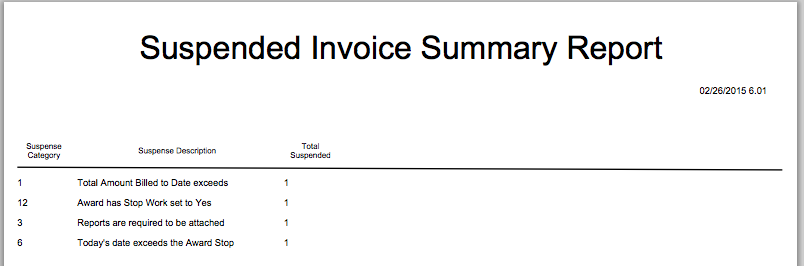 Suspended Invoice Summary Report
02/26/2015 6.01
Suspense Category Suspense Description Total Suspended
1 Total Amount Billed to Date exceeds 1
12 Award has Stop Work set to Yes 1
3 Reports are required to be attached 1
6 Today's date exceeds the Award Stop 1